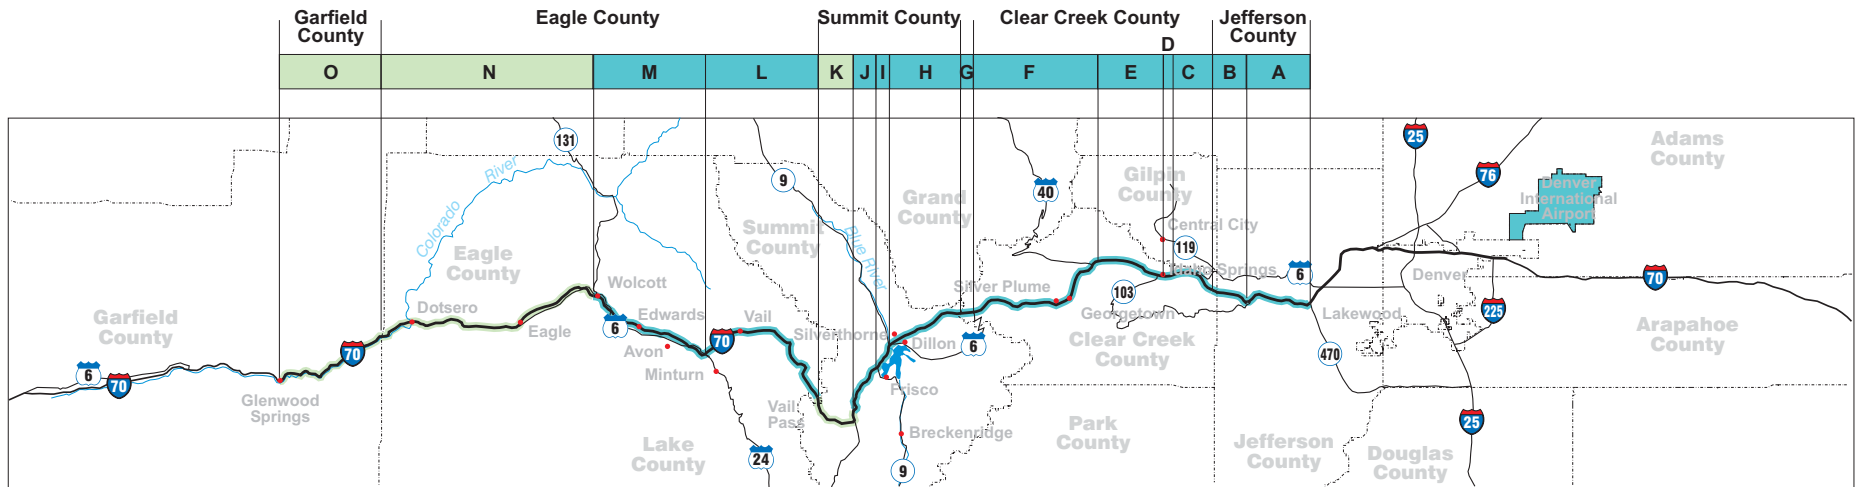 Garfield
County
Eagle County
Summit County
Clear Creek County
Jefferson
County
D
O
N
M
L
K
J
I
H
G
F
E
C
B
A
131
River
Colorado
9
Blue River
40
Gilpin
County
25
76
Adams
County
Denver
International
Airport
Grand
County
Summit
County
Central City
119
Eagle
County
Idaho Springs
6
Denver
70
Wolcott
Silver Plume
103
Georgetown
Dotsero
Eagle
6
Edwards
Vail
70
Silverthorne
Dillon
6
Lakewood
225
Garfield
County
Arapahoe
County
Clear Creek
County
70
Avon
Minturn
470
6
70
Frisco
Glenwood
Springs
Vail
Pass
Breckenridge
Park
County
25
Lake
County
24
9
Jefferson
County
Douglas
County